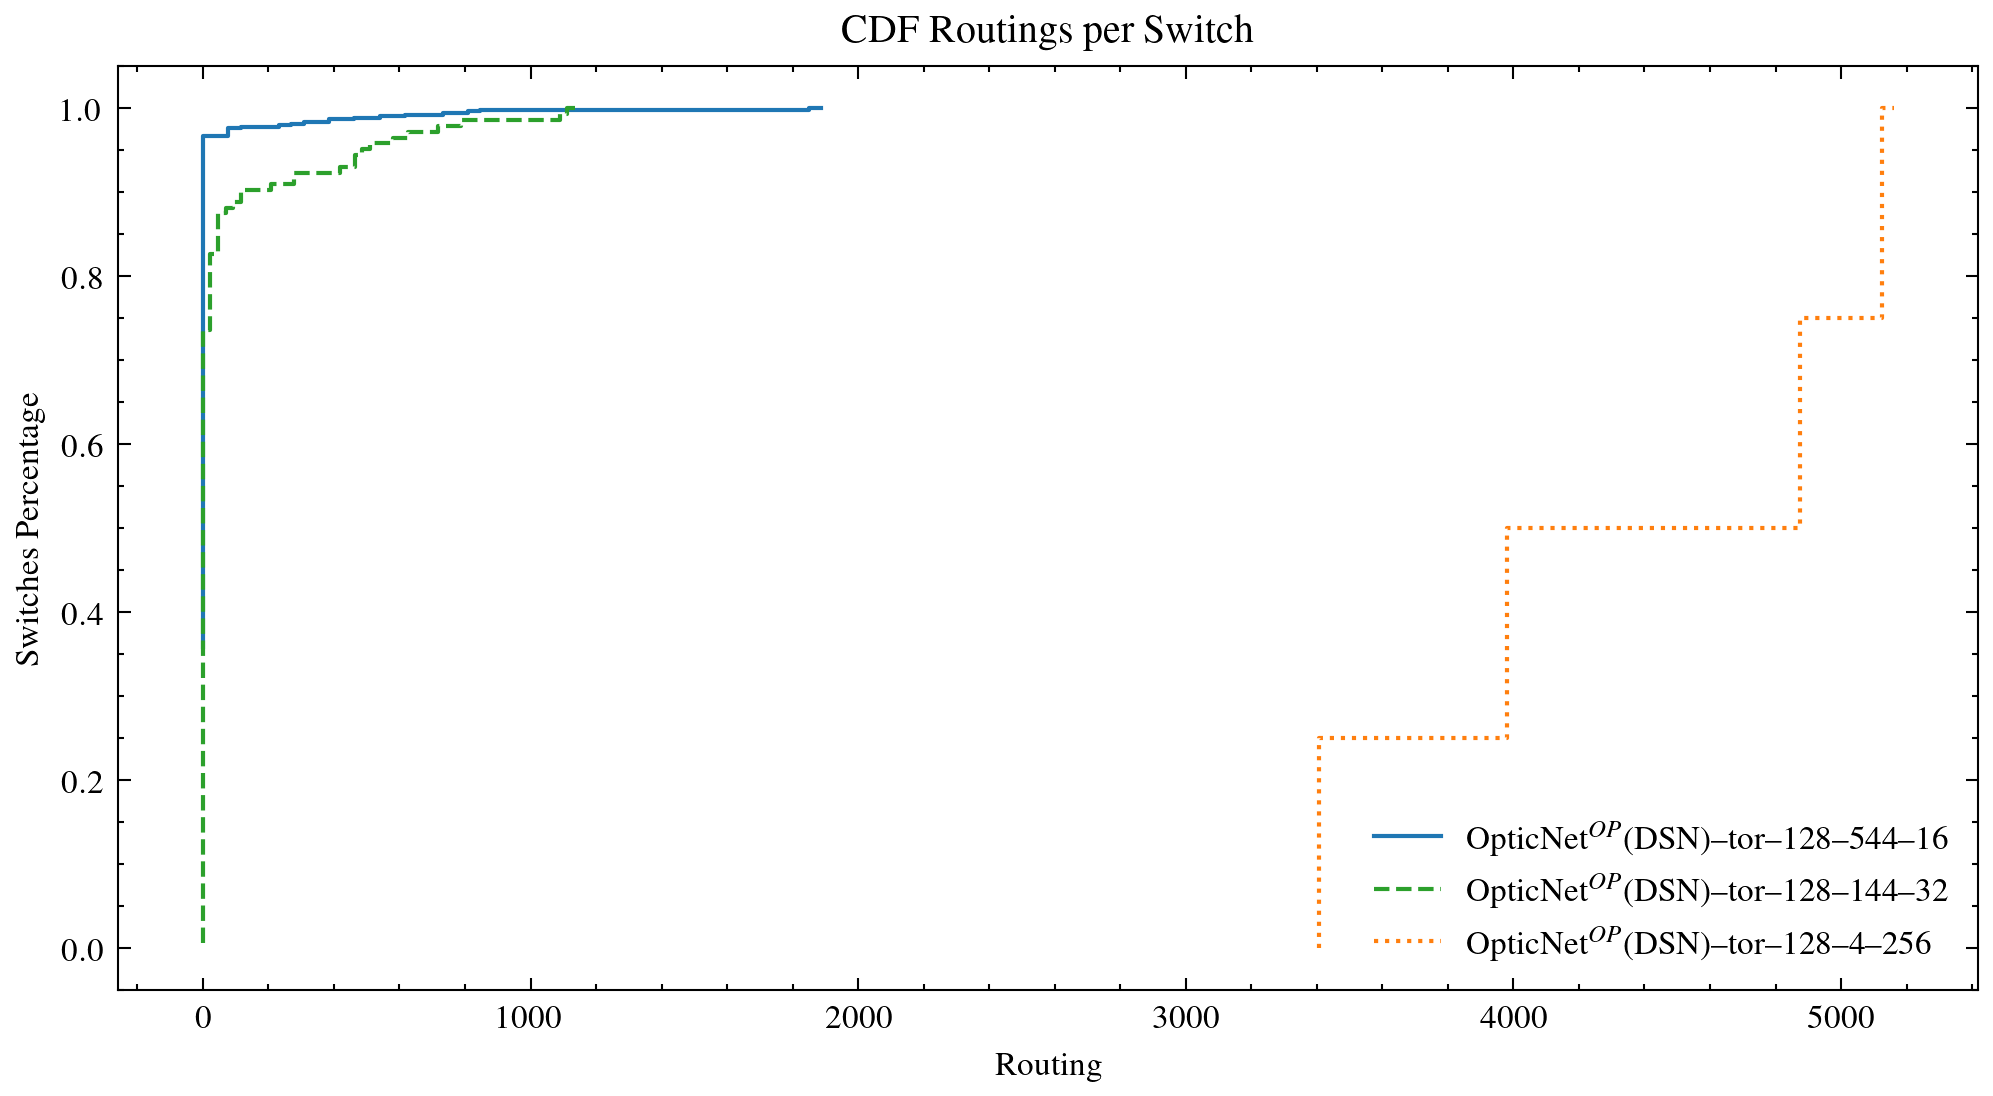 CDF Routings per Switch
Switches Percentage
1.0
0.8
0.6
0.4
0.2
0.0
0 1000 2000 3000 4000 5000
Routing
OpticNet^{OP}(DSN)–tor–128–544–16
OpticNet^{OP}(DSN)–tor–128–144–32
OpticNet^{OP}(DSN)–tor–128–4–256